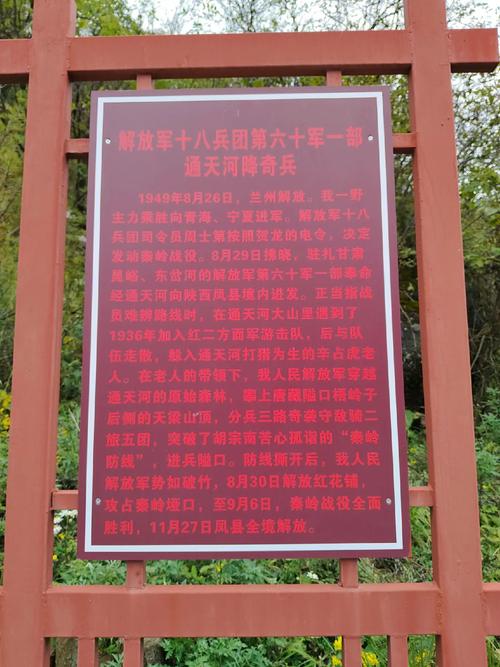 解放军十八兵团第六十军一部
通天河降奇兵
1949年8月26日，兰州解放。我一野
主力乘胜向青海、宁夏进军。解放军十八
兵团司令员周士第按照贺龙的电令，决定
发动秦岭战役。8月29日拂晓，驻扎甘肃
晁峪、东岔河的解放军第六十军一部奉命
经通天河向陕西凤县境内进发。正当指战
员难辨路线时，在通天河大山里遇到了
1936年加入红二方面军游击队，后与队
伍走散，躲入通天河打猎为生的辛占虎老
人。在老人的带领下，我人民解放军穿越
通天河的原始森林，攀上唐藏隘口梧岭子
后侧的天梁山顶，分兵三路奇袭守敌骑二
旅五团，突破了胡宗南苦心孤诣的“秦岭
防线”，进兵隘口。防线撕开后，我人民
解放军势如破竹，8月30日解放红花铺，
攻占秦岭垭口，至9月6日，秦岭战役全面
胜利，11月27日凤县全境解放。